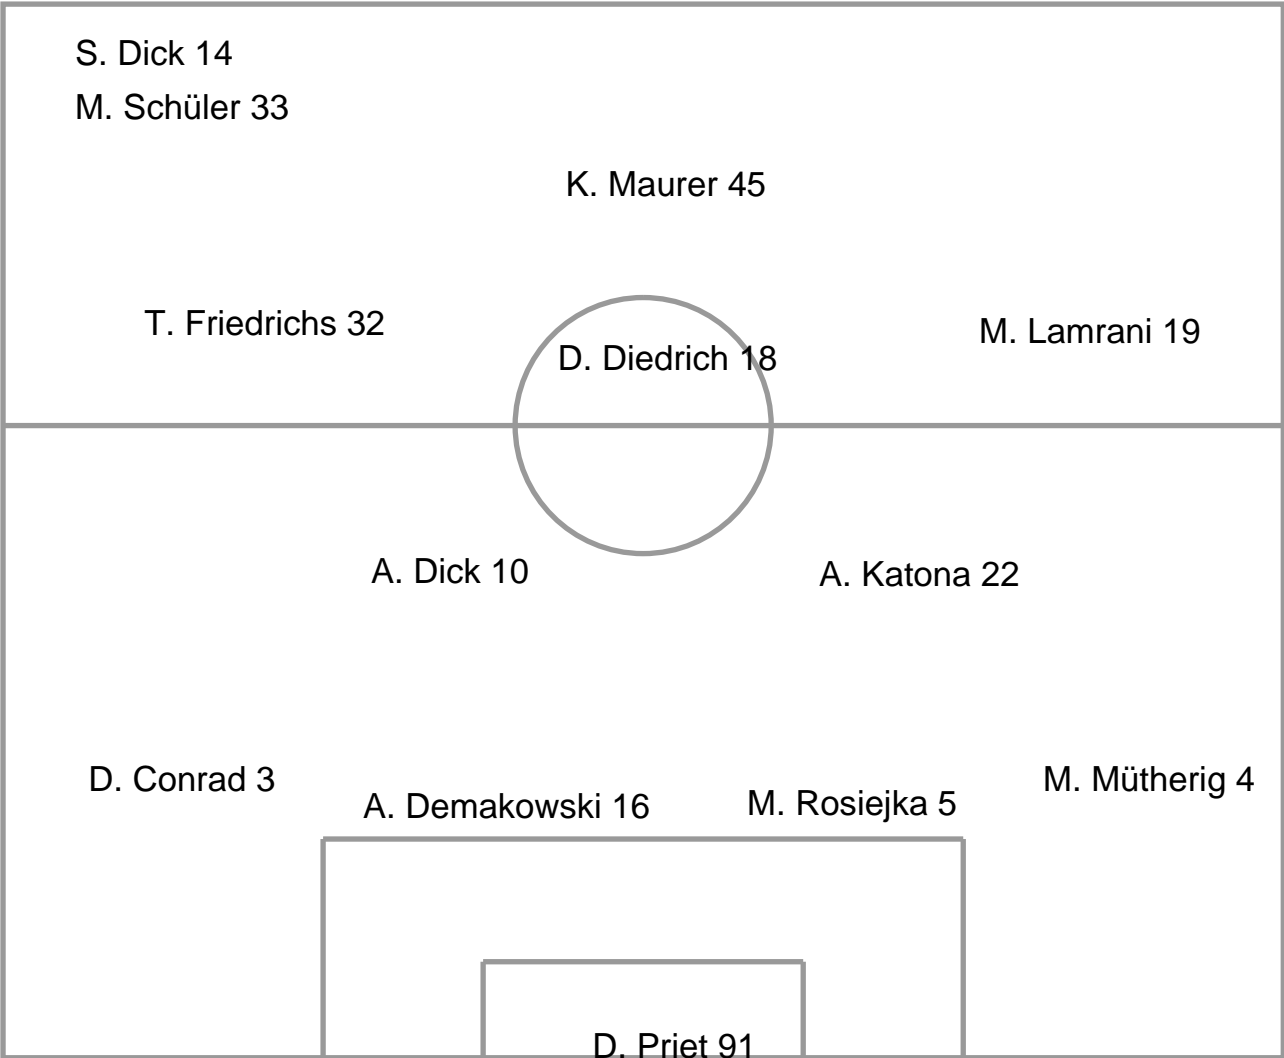 S. Dick 14
M. Schüler 33
K. Maurer 45
T. Friedrichs 32
M. Lamrani 19
D. Diedrich 18
A. Dick 10
A. Katona 22
D. Conrad 3
M. Mütherig 4
A. Demakowski 16
M. Rosiejka 5
D. Priet 91